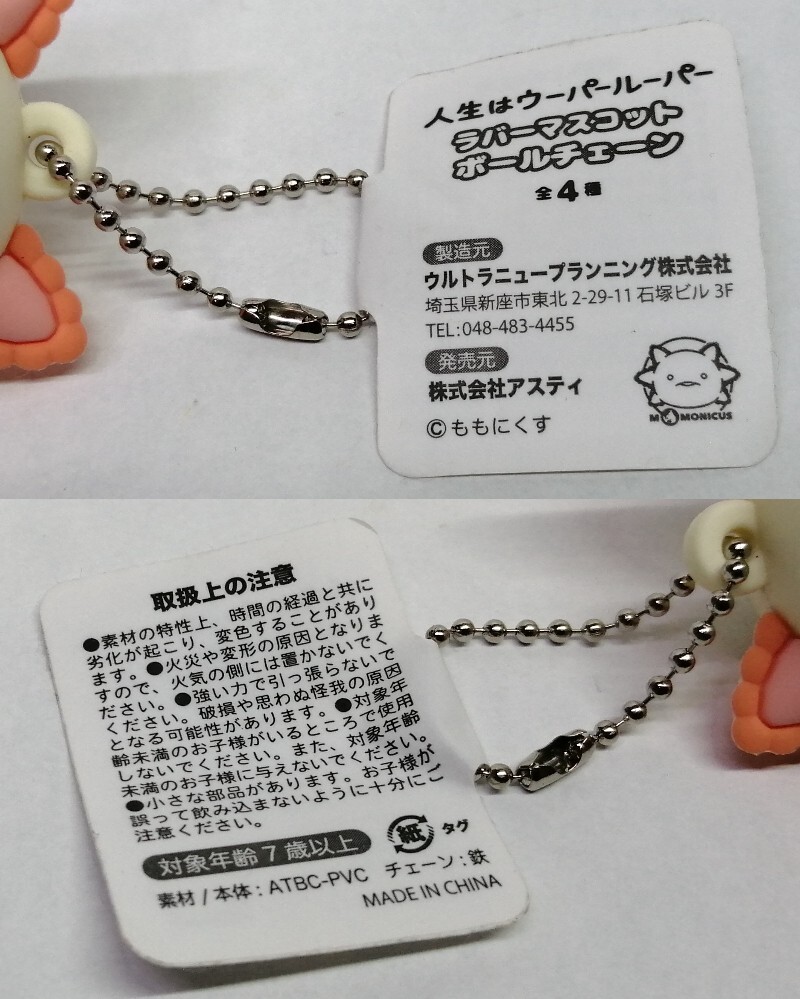 人生はウーパールーパー
ラバーマスコット
ボールチェーン
全4種
製造元
ウルトラニュープランニング株式会社
埼玉県新座市東北2-29-11 石塚ビル 3F
TEL:048-483-4455
発売元
株式会社アスティ
©ももにくす
MOMONICUS
取扱上の注意
●素材の特性上、時間の経過と共に
劣化が起こり、変色することがあり
ます。●火災や変形の原因となりま
すので、火気の側には置かないでく
ださい。●強い力で引っ張らないで
ください。破損や思わぬ怪我の原因
となる可能性があります。●対象年
齢未満のお子様がいるところで使用
しないでください。また、対象年齢
未満のお子様に与えないでください。
●小さな部品があります。お子様が
誤って飲み込まないように十分にご
注意ください。
対象年齢7歳以上
紙 タグ
素材/本体:ATBC-PVC チェーン:鉄
MADE IN CHINA